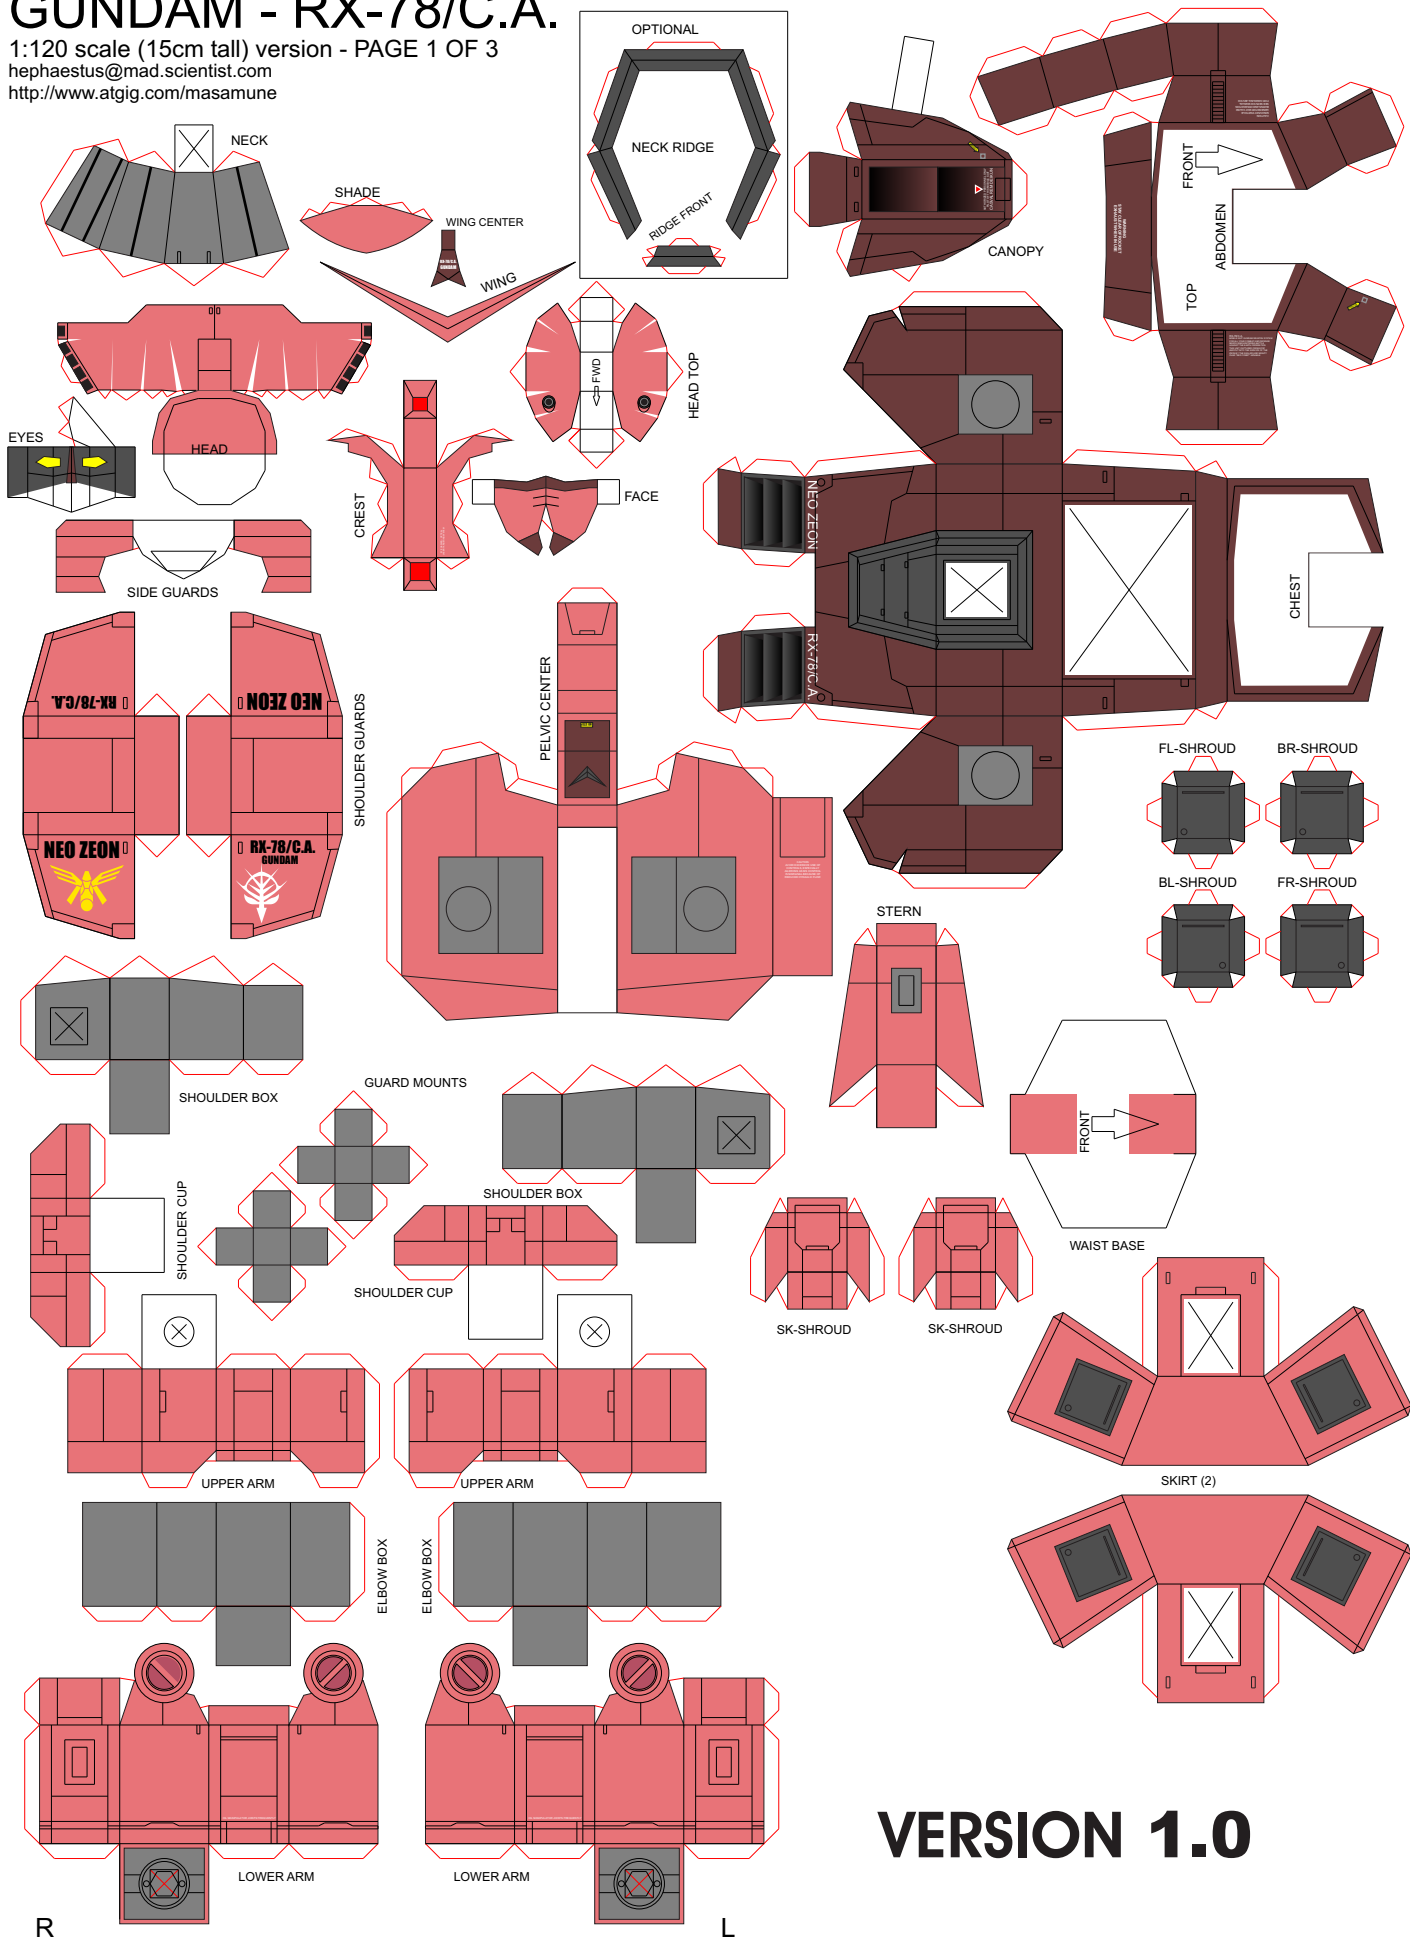 GUNDAM - RX-78/C.A.
1:120 scale (15cm tall) version - PAGE 1 OF 3
hephaestus@mad.scientist.com
http://www.atgig.com/masamune
OPTIONAL
NECK RIDGE
RIDGE FRONT
NECK
SHADE
WING CENTER
RX-78/C.A.
GUNDAM
WING
CANOPY
FRONT
ABDOMEN
TOP
HEAD
EYES
FWD
HEAD TOP
CREST
FACE
SIDE GUARDS
NEO ZEON
RX-78/C.A.
CHEST
RX-78/C.A.
NEO ZEON
SHOULDER GUARDS
NEO ZEON
RX-78/C.A.
GUNDAM
PELVIC CENTER
FL-SHROUD
BR-SHROUD
BL-SHROUD
FR-SHROUD
STERN
SHOULDER BOX
GUARD MOUNTS
SHOULDER BOX
SHOULDER CUP
SHOULDER CUP
FRONT
WAIST BASE
SK-SHROUD
SK-SHROUD
UPPER ARM
UPPER ARM
SKIRT (2)
ELBOW BOX
ELBOW BOX
LOWER ARM
LOWER ARM
VERSION 1.0
R
L